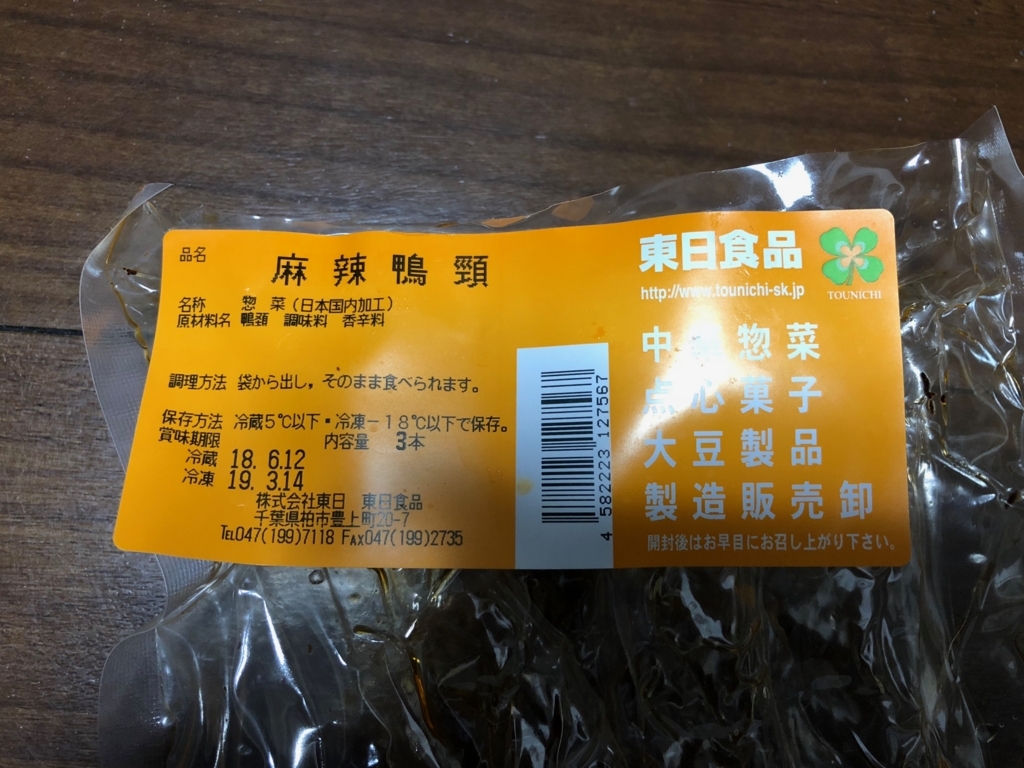 品名 麻辣鴨頸
名称 惣菜(日本国内加工)
原材料名 鴨頚 調味料 香辛料
調理方法 袋から出し，そのまま食べられます。
保存方法 冷蔵5℃以下・冷凍－18℃以下で保存。
賞味期限 内容量 3本
冷蔵 18. 6.12
冷凍 19. 3.14
株式会社東日 東日食品
千葉県柏市豊上町20-7
TEL047(199)7118 FAX047(199)2735
4 582223 127567
東日食品
http://www.tounichi-sk.jp
TOUNICHI
中華惣菜
点心菓子
大豆製品
製造販売卸
開封後はお早目にお召し上がり下さい。